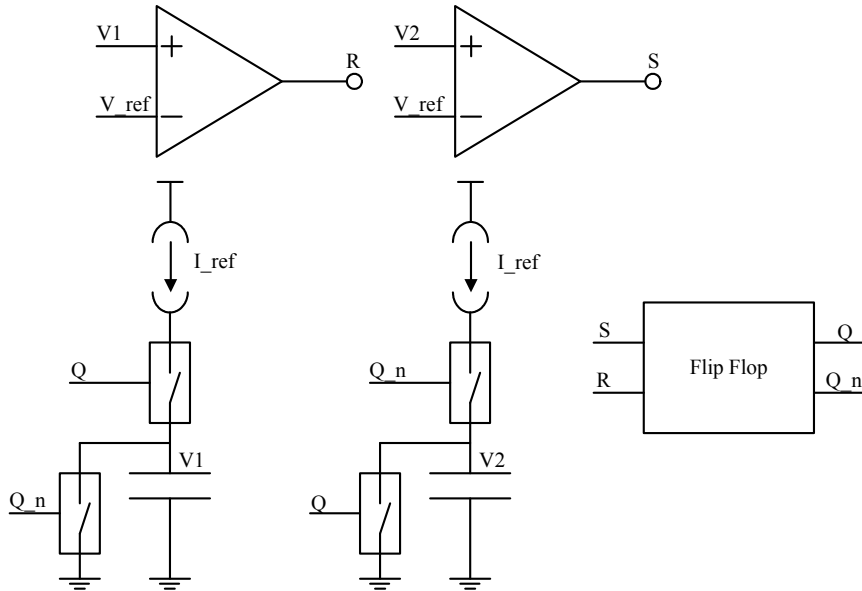 V1
V_ref
R
V2
V_ref
S
I_ref
I_ref
Q
Q_n
V1
Q_n
V2
Q
S
R
Flip Flop
Q
Q_n